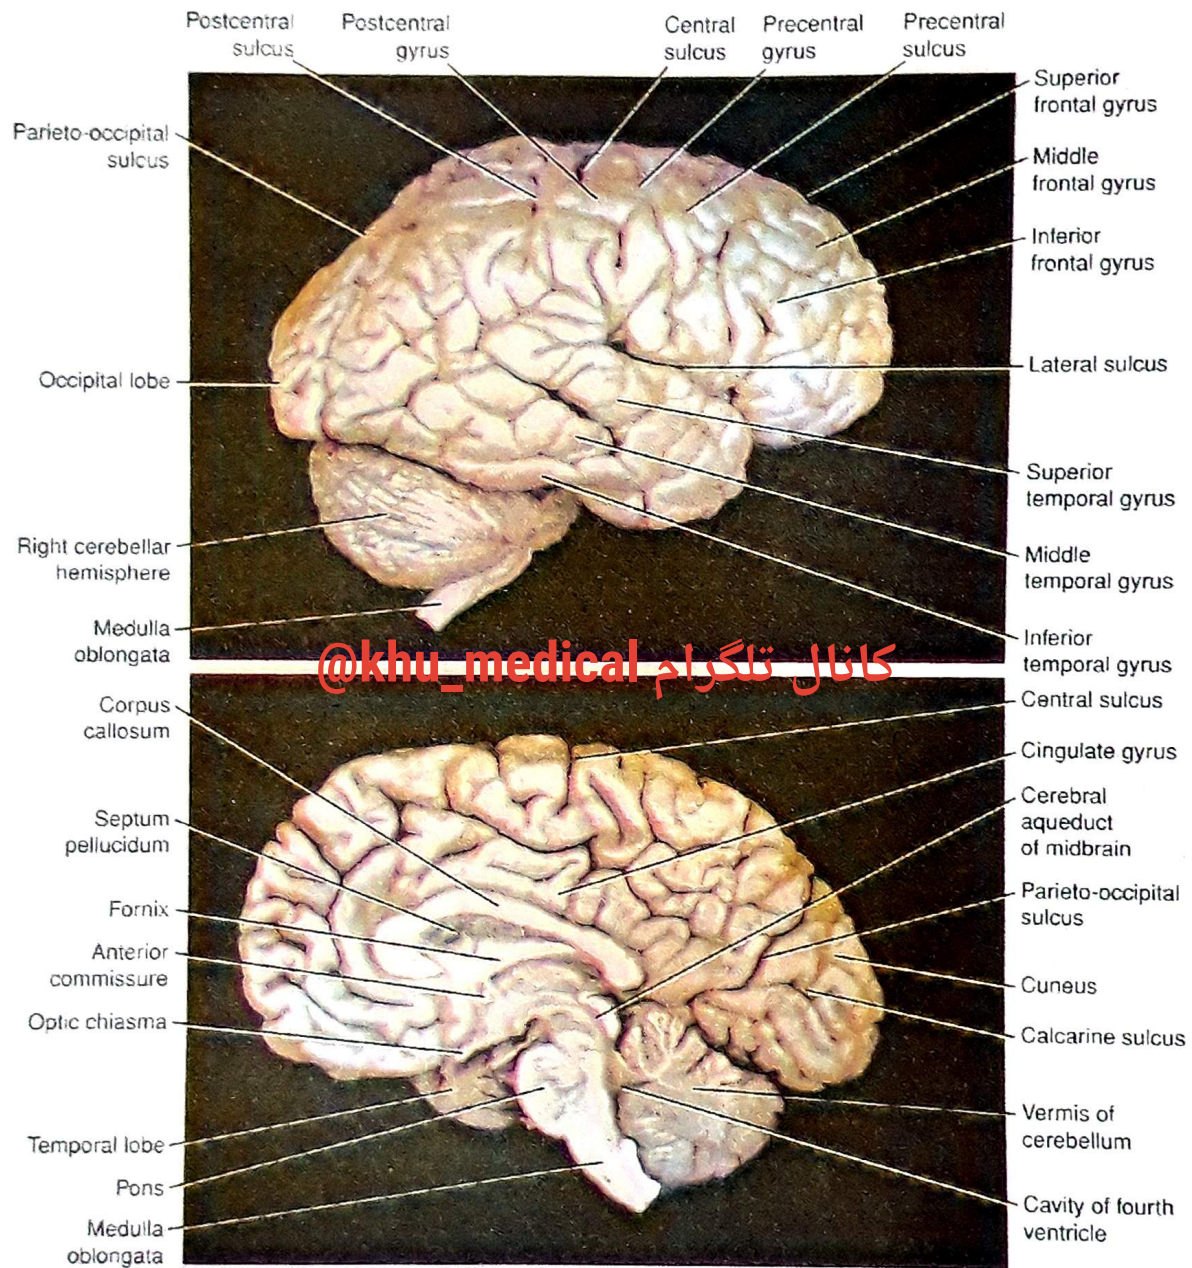 Postcentral
sulcus
Postcentral
gyrus
Central
sulcus
Precentral
gyrus
Precentral
sulcus
Superior
frontal gyrus
Parieto-occipital
sulcus
Middle
frontal gyrus
Inferior
frontal gyrus
Occipital lobe
Lateral sulcus
Superior
temporal gyrus
Right cerebellar
hemisphere
Middle
temporal gyrus
Medulla
oblongata
Inferior
temporal gyrus
@khu_medical کانال تلگرام
Corpus
callosum
Central sulcus
Cingulate gyrus
Septum
pellucidum
Cerebral
aqueduct
of midbrain
Fornix
Parieto-occipital
sulcus
Anterior
commissure
Cuneus
Optic chiasma
Calcarine sulcus
Temporal lobe
Vermis of
cerebellum
Pons
Medulla
oblongata
Cavity of fourth
ventricle